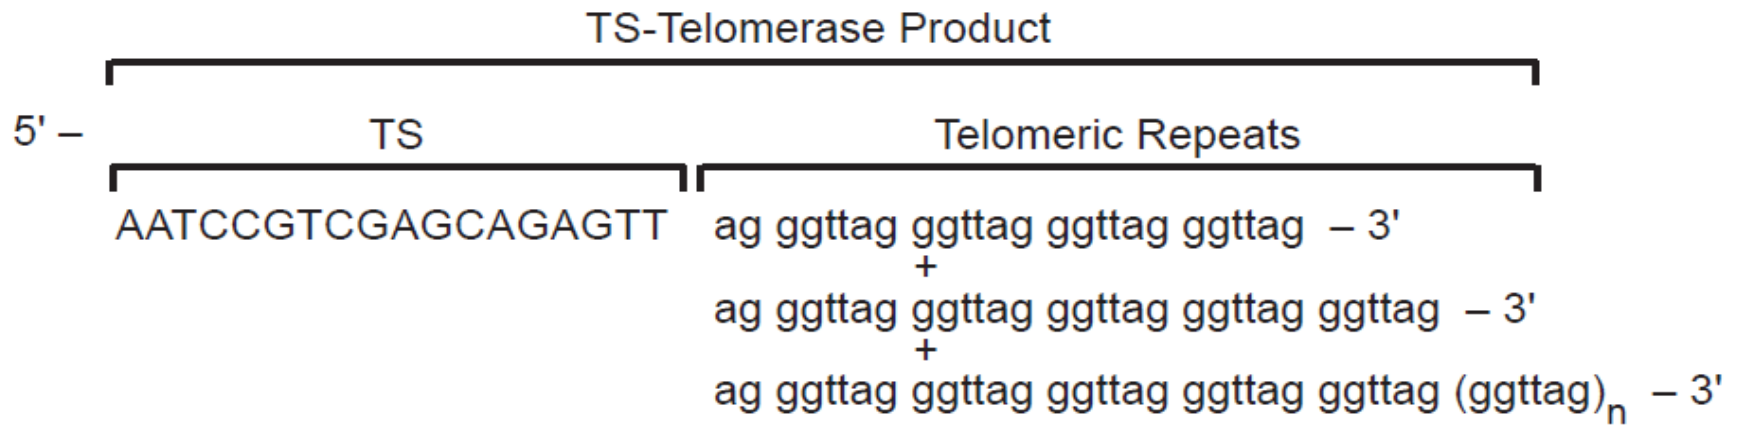 TS-Telomerase Product
5' – TS Telomeric Repeats
AATCCGTCGAGCAGAGTT ag ggttag ggttag ggttag ggttag – 3'
+
ag ggttag ggttag ggttag ggttag ggttag – 3'
+
ag ggttag ggttag ggttag ggttag ggttag (ggttag)n – 3'